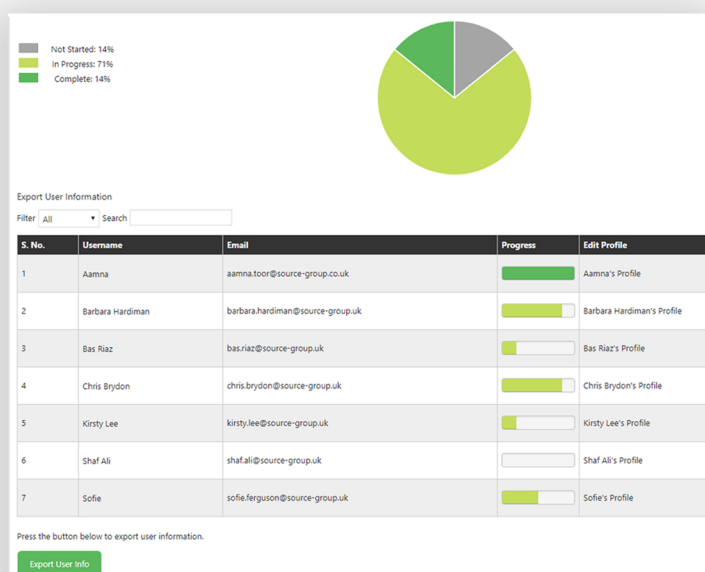 Not Started: 14%
In Progress: 71%
Complete: 14%
Export User Information
Filter All Search
S. No. Username Email Progress Edit Profile
1 Aamna aamna.toor@source-group.co.uk Aamna's Profile
2 Barbara Hardiman barbara.hardiman@source-group.uk Barbara Hardiman's Profile
3 Bas Riaz bas.riaz@source-group.uk Bas Riaz's Profile
4 Chris Brydon chris.brydon@source-group.uk Chris Brydon's Profile
5 Kirsty Lee kirsty.lee@source-group.uk Kirsty Lee's Profile
6 Shaf Ali shaf.ali@source-group.uk Shaf Ali's Profile
7 Sofie sofie.ferguson@source-group.uk Sofie's Profile
Press the button below to export user information.
Export User Info